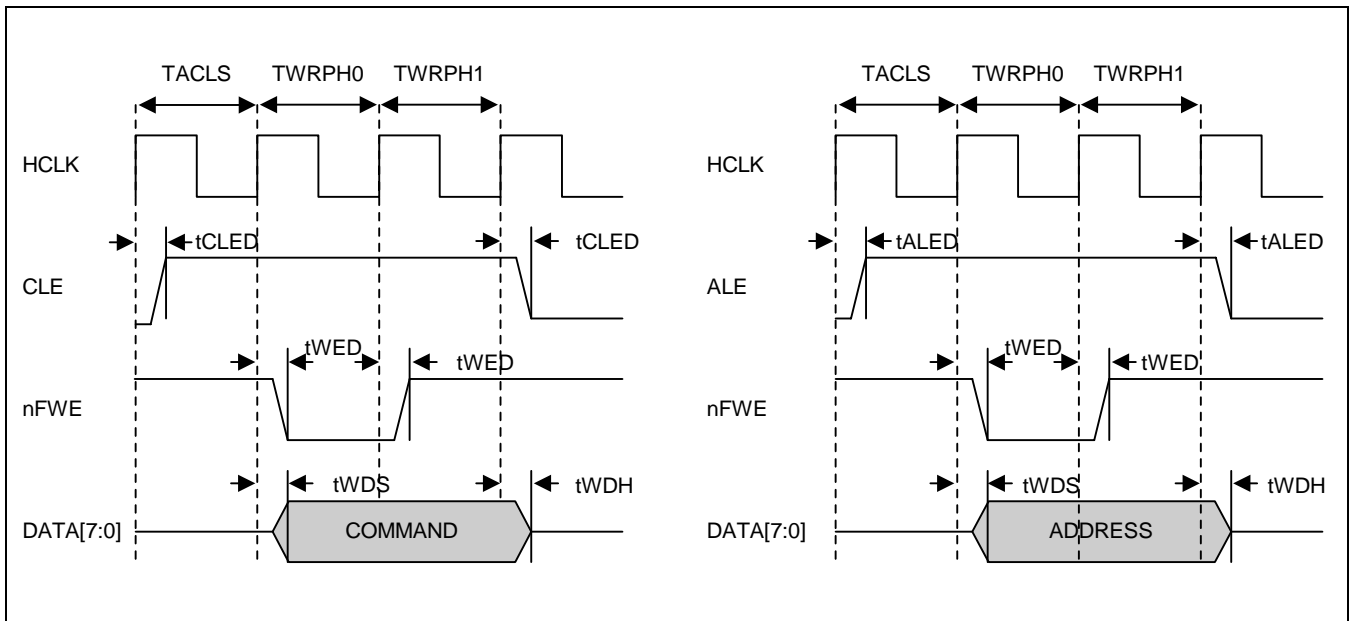 TACLS TWRPH0 TWRPH1
HCLK
tCLED tCLED
CLE
tWED tWED
nFWE
tWDS tWDH
DATA[7:0] COMMAND
TACLS TWRPH0 TWRPH1
HCLK
tALED tALED
ALE
tWED tWED
nFWE
tWDS tWDH
DATA[7:0] ADDRESS